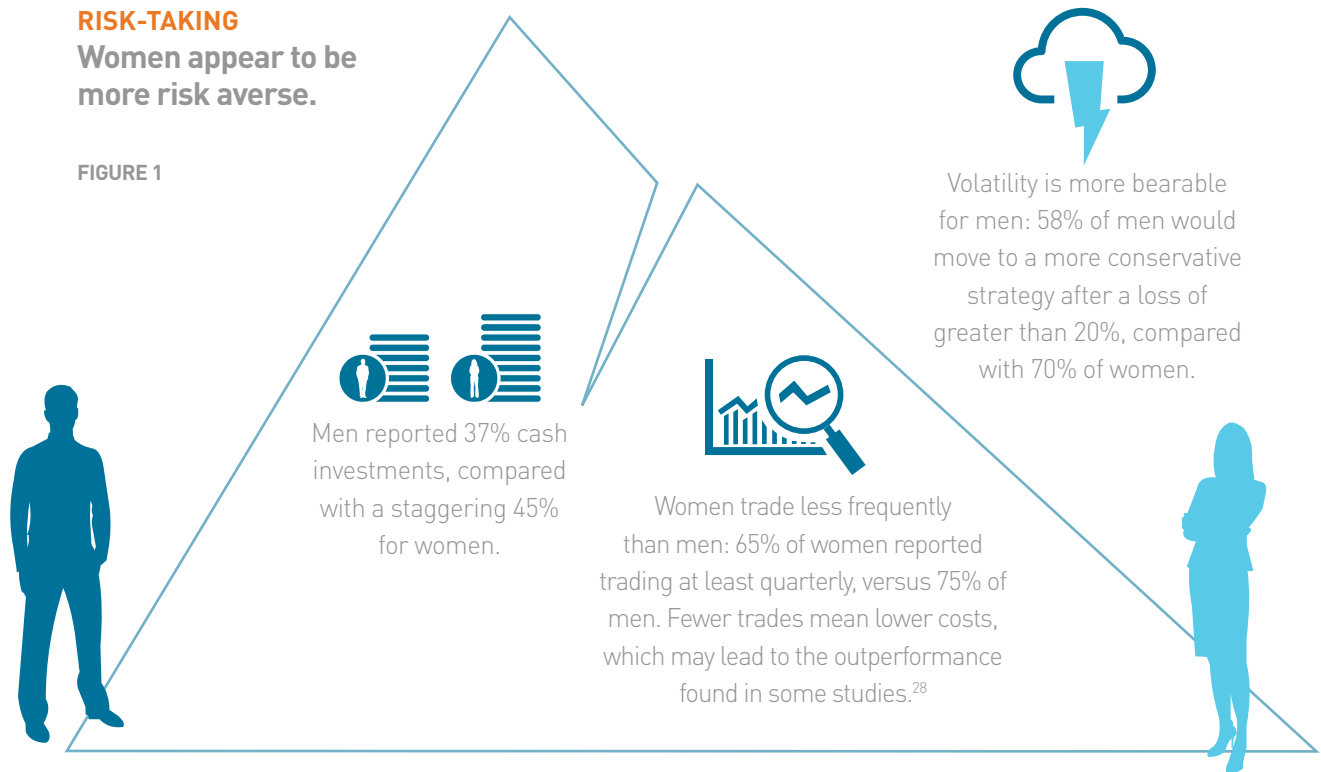 RISK-TAKING
Women appear to be
more risk averse.
FIGURE 1
Volatility is more bearable
for men: 58% of men would
move to a more conservative
strategy after a loss of
greater than 20%, compared
with 70% of women.
Men reported 37% cash
investments, compared
with a staggering 45%
for women.
Women trade less frequently
than men: 65% of women reported
trading at least quarterly, versus 75% of
men. Fewer trades mean lower costs,
which may lead to the outperformance
found in some studies.²⁸